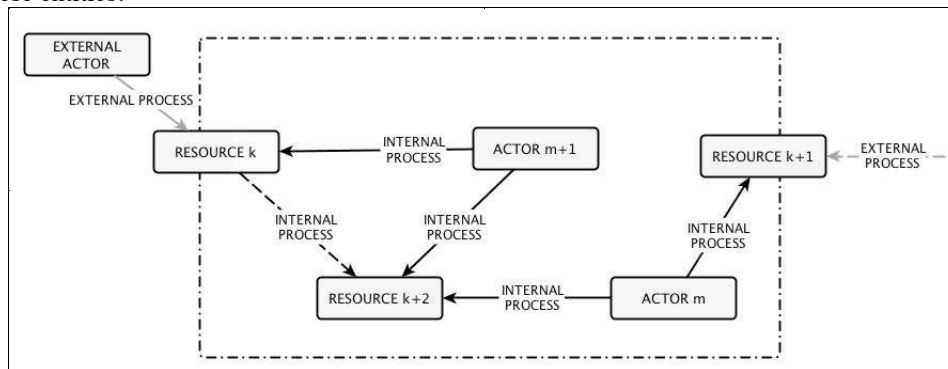 EXTERNAL
ACTOR
EXTERNAL PROCESS
RESOURCE k
INTERNAL
PROCESS
ACTOR m+1
RESOURCE k+1
EXTERNAL
PROCESS
INTERNAL
PROCESS
INTERNAL
PROCESS
INTERNAL
PROCESS
RESOURCE k+2
INTERNAL
PROCESS
ACTOR m